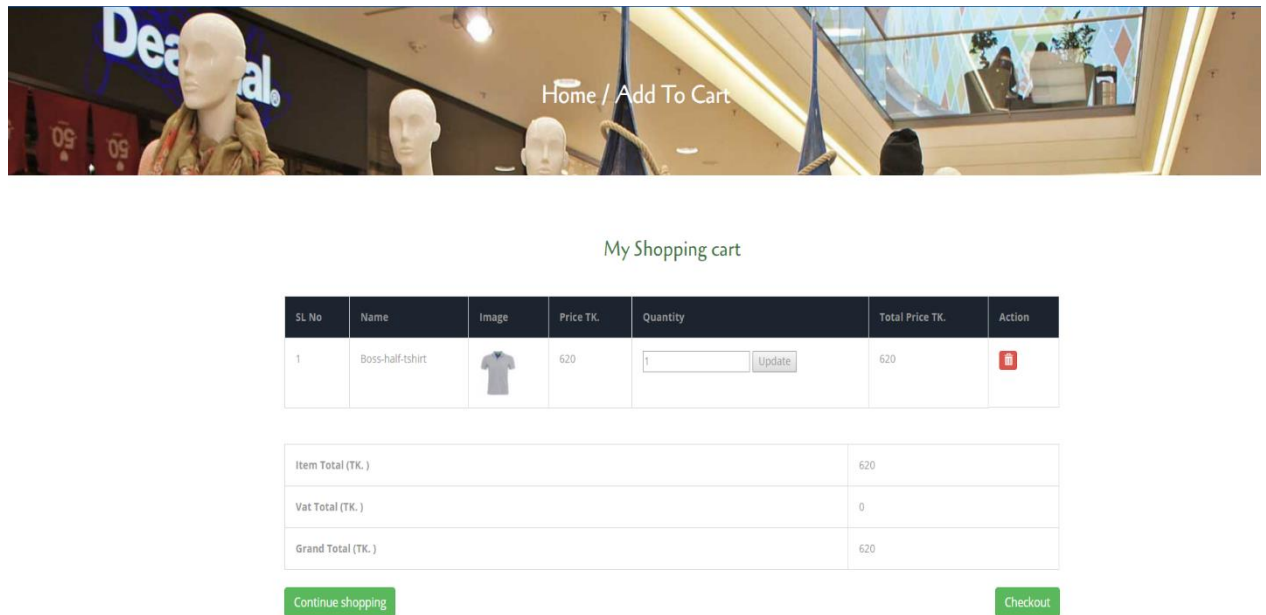 Home / Add To Cart
My Shopping cart
SL No Name Image Price TK. Quantity Total Price TK. Action
1 Boss-half-tshirt 620 1 Update 620
Item Total (TK. ) 620
Vat Total (TK. ) 0
Grand Total (TK. ) 620
Continue shopping Checkout